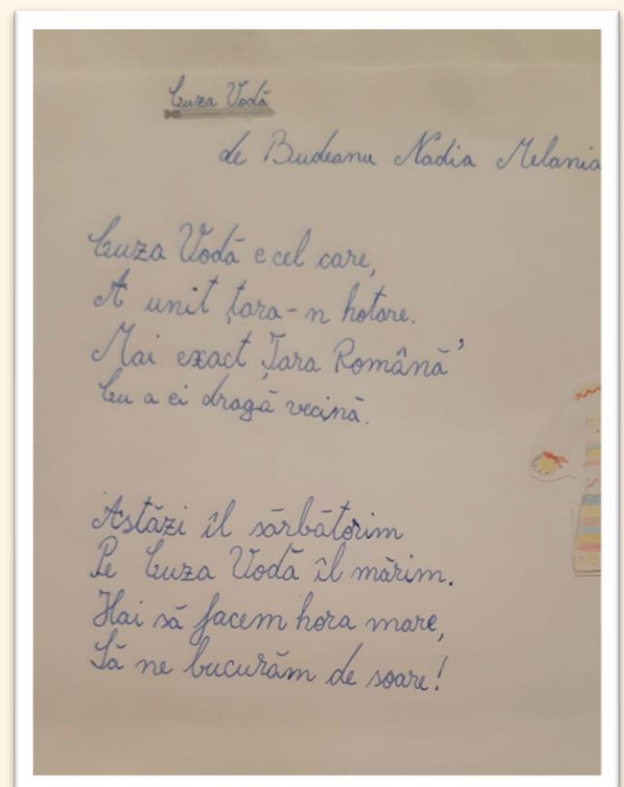 Cuza Vodă
de Budeanu Nadia Melania
Cuza Vodă e cel care,
A unit țara-n hotare.
Mai exact Țara Română'
Cu a ei dragă vecină.
Astăzi îl sărbătorim
Pe Cuza Vodă îl mărim.
Hai să facem hora mare,
Să ne bucurăm de soare!